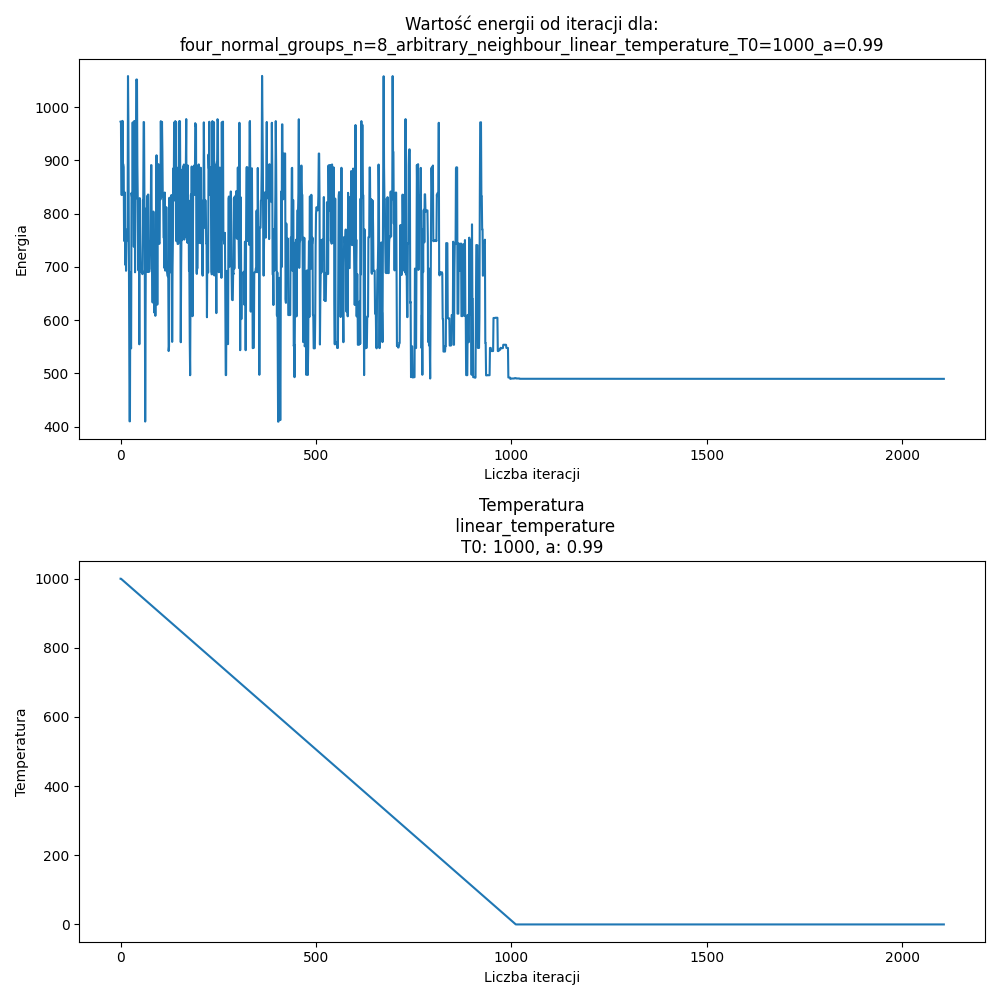 Wartość energii od iteracji dla:
four_normal_groups_n=8_arbitrary_neighbour_linear_temperature_T0=1000_a=0.99
1000
900
800
700
600
500
400
Energia
0 500 1000 1500 2000
Liczba iteracji
Temperatura
linear_temperature
T0: 1000, a: 0.99
1000
800
600
400
200
0
Temperatura
0 500 1000 1500 2000
Liczba iteracji